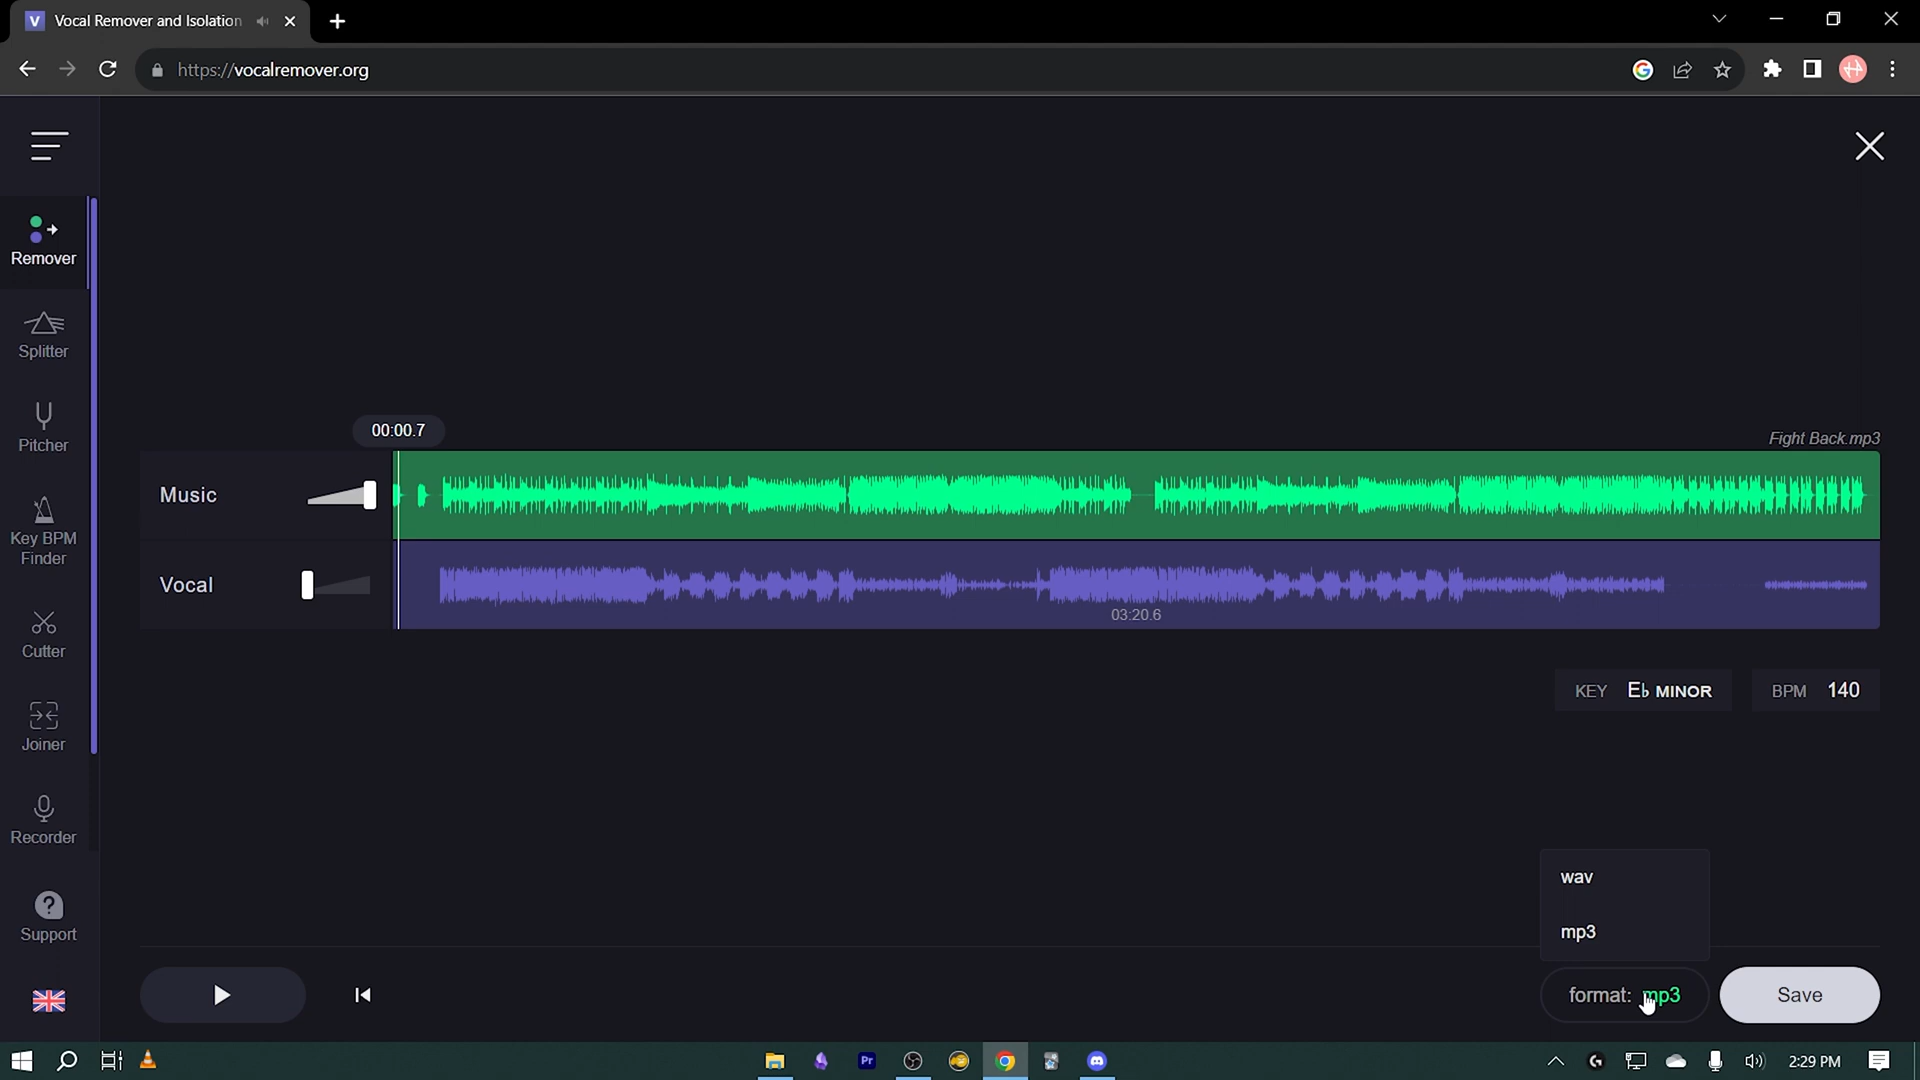 Vocal Remover and Isolation
https://vocalremover.org
Remover
Splitter
Pitcher
Key BPM
Finder
Cutter
Joiner
Recorder
Support
00:00.7
Fight Back.mp3
Music
Vocal
03:20.6
KEY E♭ MINOR
BPM 140
wav
mp3
format: mp3
Save
Pr
2:29 PM